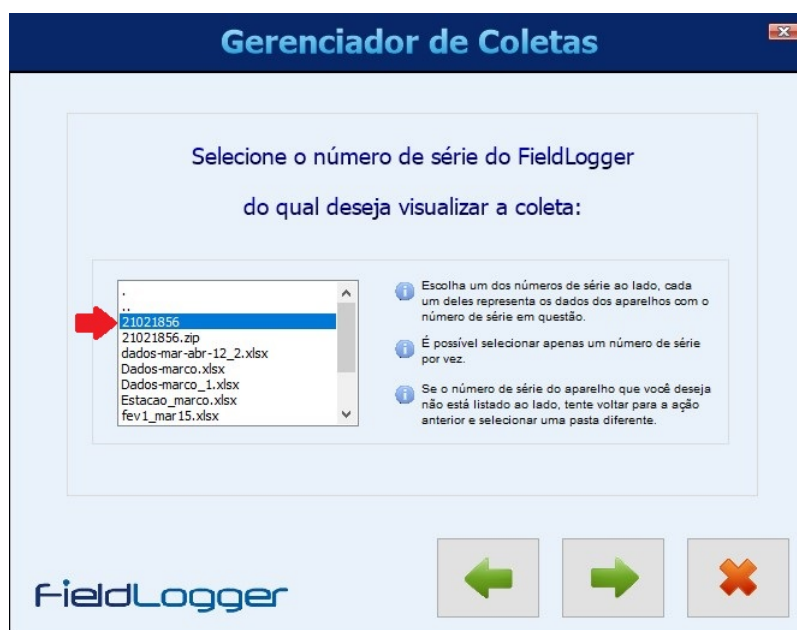 Gerenciador de Coletas
Selecione o número de série do FieldLogger
do qual deseja visualizar a coleta:
.
..
21021856
21021856.zip
dados-mar-abr-12_2.xlsx
Dados-marco.xlsx
Dados-marco_1.xlsx
Estacao_marco.xlsx
fev1_mar15.xlsx
Escolha um dos números de série ao lado, cada
um deles representa os dados dos aparelhos com o
número de série em questão.
É possível selecionar apenas um número de série
por vez.
Se o número de série do aparelho que você deseja
não está listado ao lado, tente voltar para a ação
anterior e selecionar uma pasta diferente.
FieldLogger